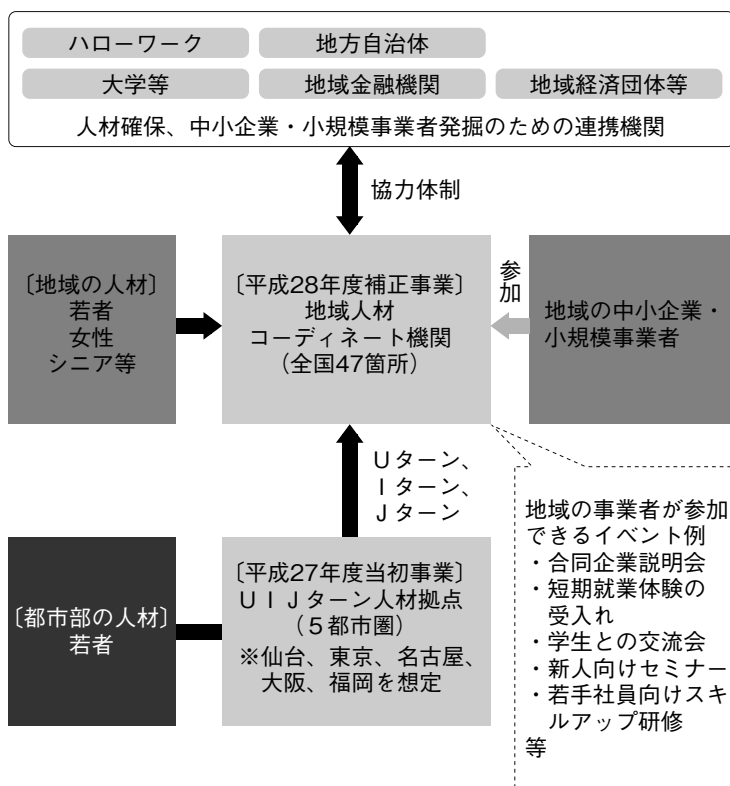 ハローワーク
地方自治体
大学等
地域金融機関
地域経済団体等
人材確保、中小企業・小規模事業者発掘のための連携機関
協力体制
〔地域の人材〕
若者
女性
シニア等
〔平成28年度補正事業〕
地域人材
コーディネート機関
（全国47箇所）
参加
地域の中小企業・
小規模事業者
Ｕターン、
Ｉターン、
Ｊターン
〔都市部の人材〕
若者
〔平成27年度当初事業〕
ＵＩＪターン人材拠点
（５都市圏）
※仙台、東京、名古屋、
大阪、福岡を想定
地域の事業者が参加
できるイベント例
・合同企業説明会
・短期就業体験の
受入れ
・学生との交流会
・新人向けセミナー
・若手社員向けスキ
ルアップ研修
等